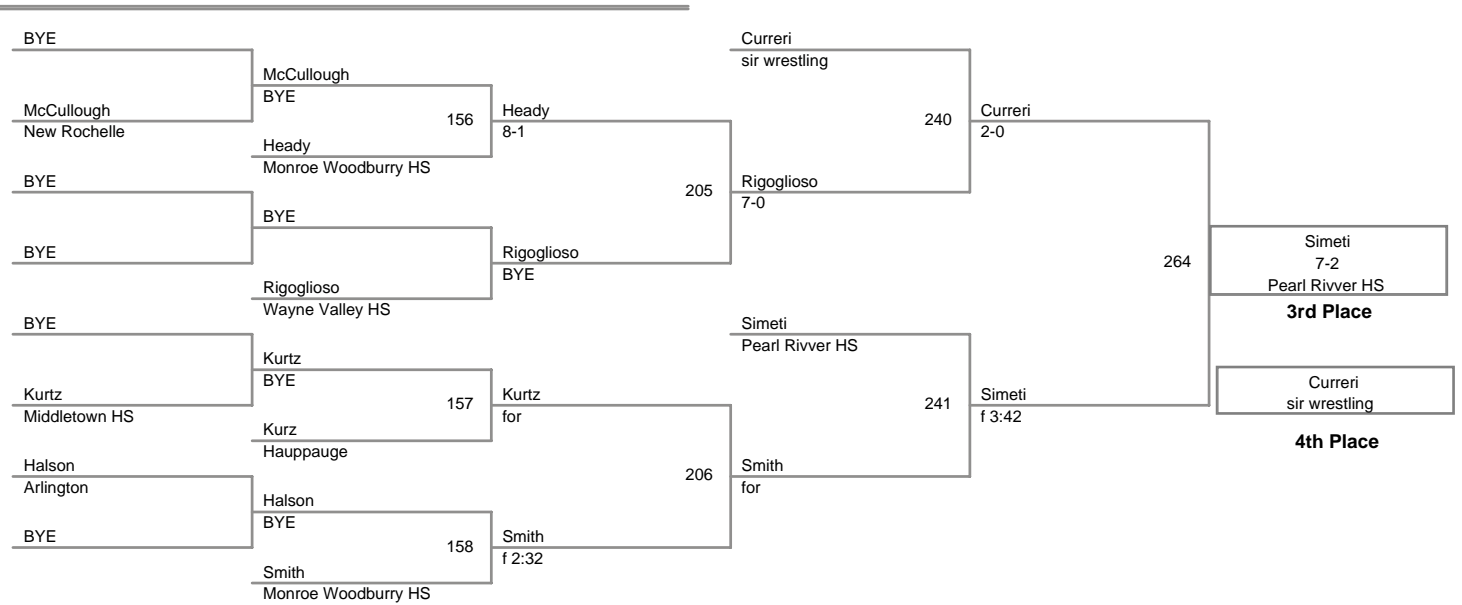 BYE
McCullough
New Rochelle
BYE
BYE
BYE
Kurtz
Middletown HS
Halson
Arlington
BYE
McCullough
BYE
156
Heady
Monroe Woodburry HS
BYE
Rigoglioso
Wayne Valley HS
Kurtz
BYE
157
Kurz
Hauppauge
Halson
BYE
158
Smith
Monroe Woodburry HS
Heady
8-1
205
Rigoglioso
BYE
Kurtz
for
206
Smith
f 2:32
Curreri
sir wrestling
240
Rigoglioso
7-0
Simeti
Pearl Rivver HS
241
Smith
for
Curreri
2-0
264
Simeti
f 3:42
Simeti
7-2
Pearl Rivver HS
3rd Place
Curreri
sir wrestling
4th Place